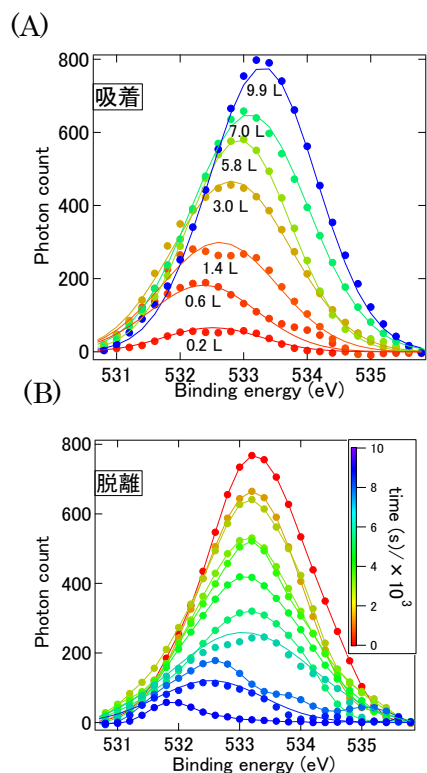 (A)
800
吸着
9.9 L
7.0 L
600
5.8 L
3.0 L
400
Photon count
1.4 L
200
0.6 L
0.2 L
0
531 532 533 534 535
Binding energy (eV)
(B)
800
脱離
10
8
6
4
2
0
time (s)/ × 10³
600
400
Photon count
200
0
531 532 533 534 535
Binding energy (eV)